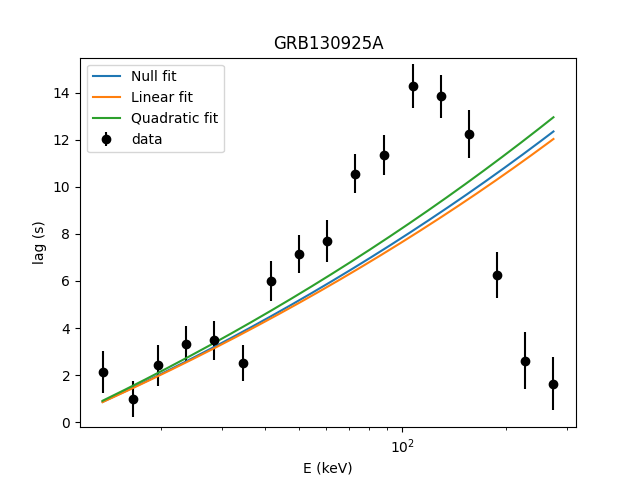 GRB130925A
Null fit
Linear fit
Quadratic fit
data
14
12
10
8
6
4
2
0
lag (s)
10²
E (keV)